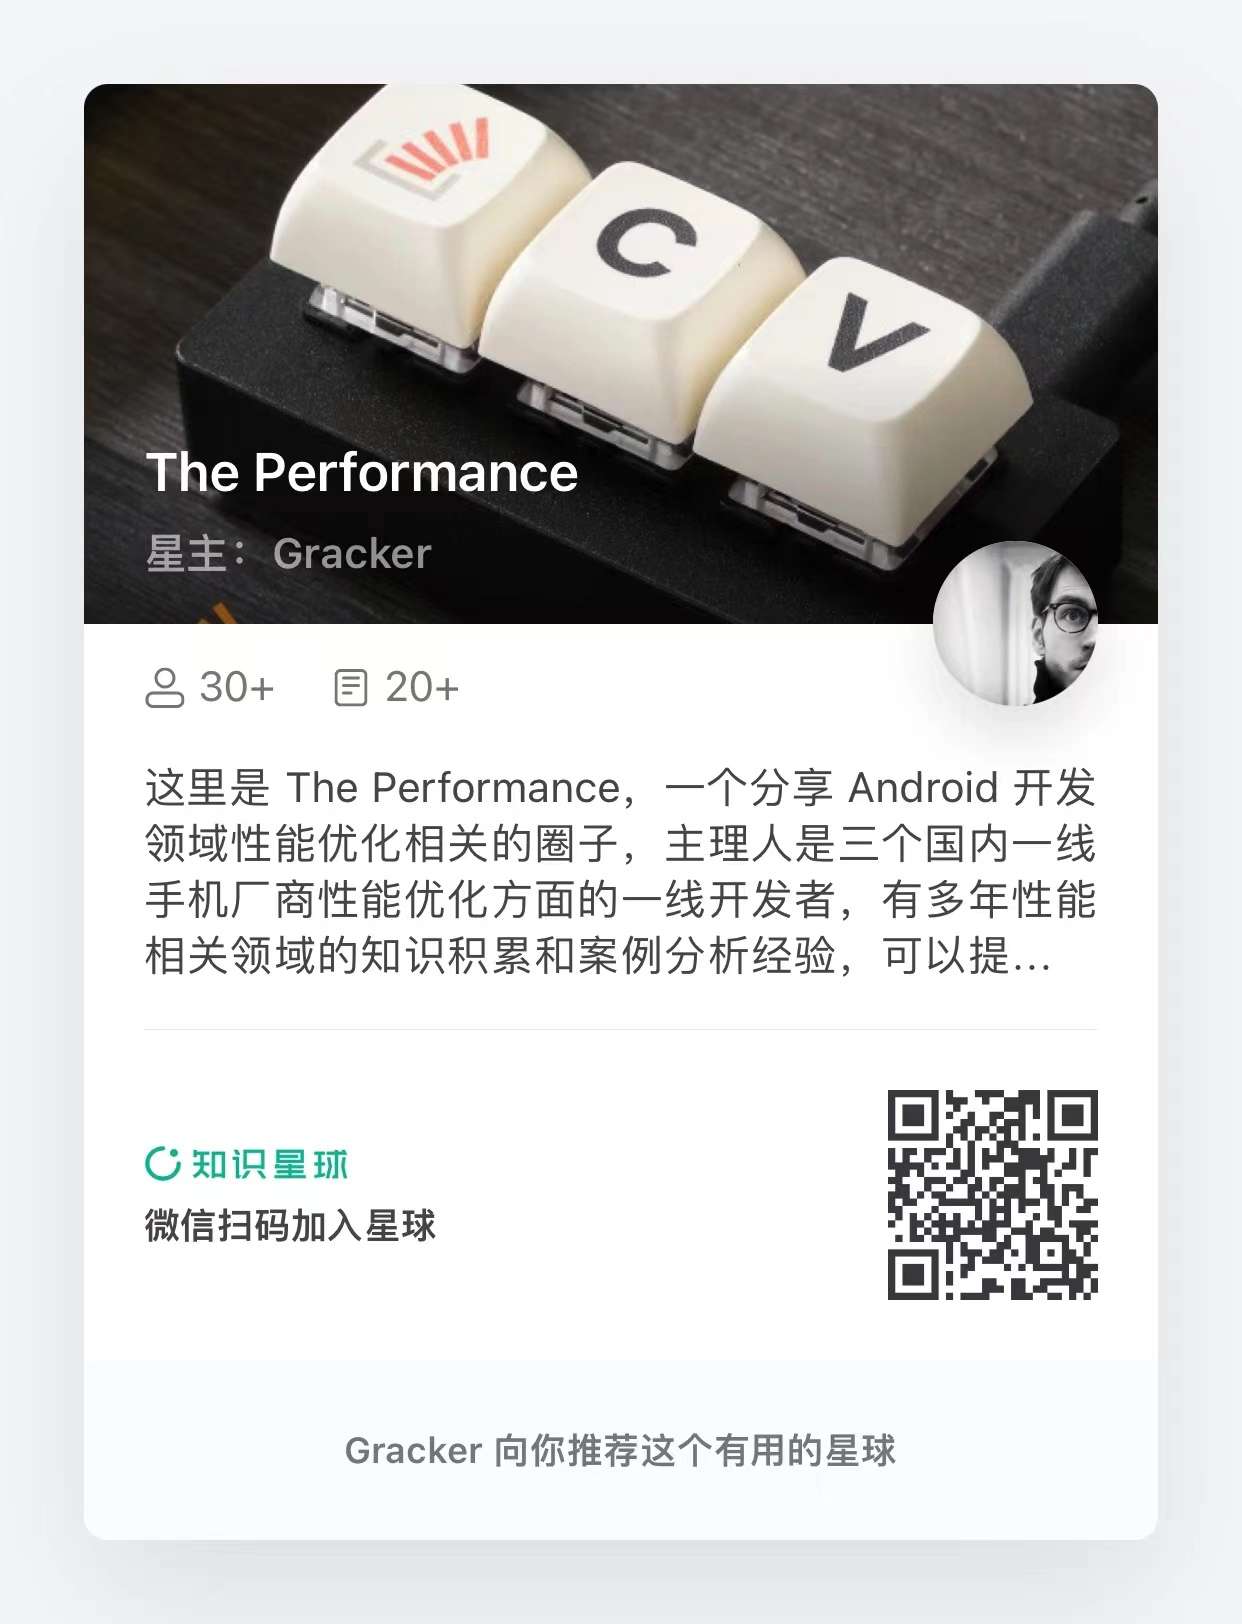 C
V
The Performance
星主：Gracker
30+
20+
这里是 The Performance，一个分享 Android 开发
领域性能优化相关的圈子，主理人是三个国内一线
手机厂商性能优化方面的一线开发者，有多年性能
相关领域的知识积累和案例分析经验，可以提...
知识星球
微信扫码加入星球
Gracker 向你推荐这个有用的星球